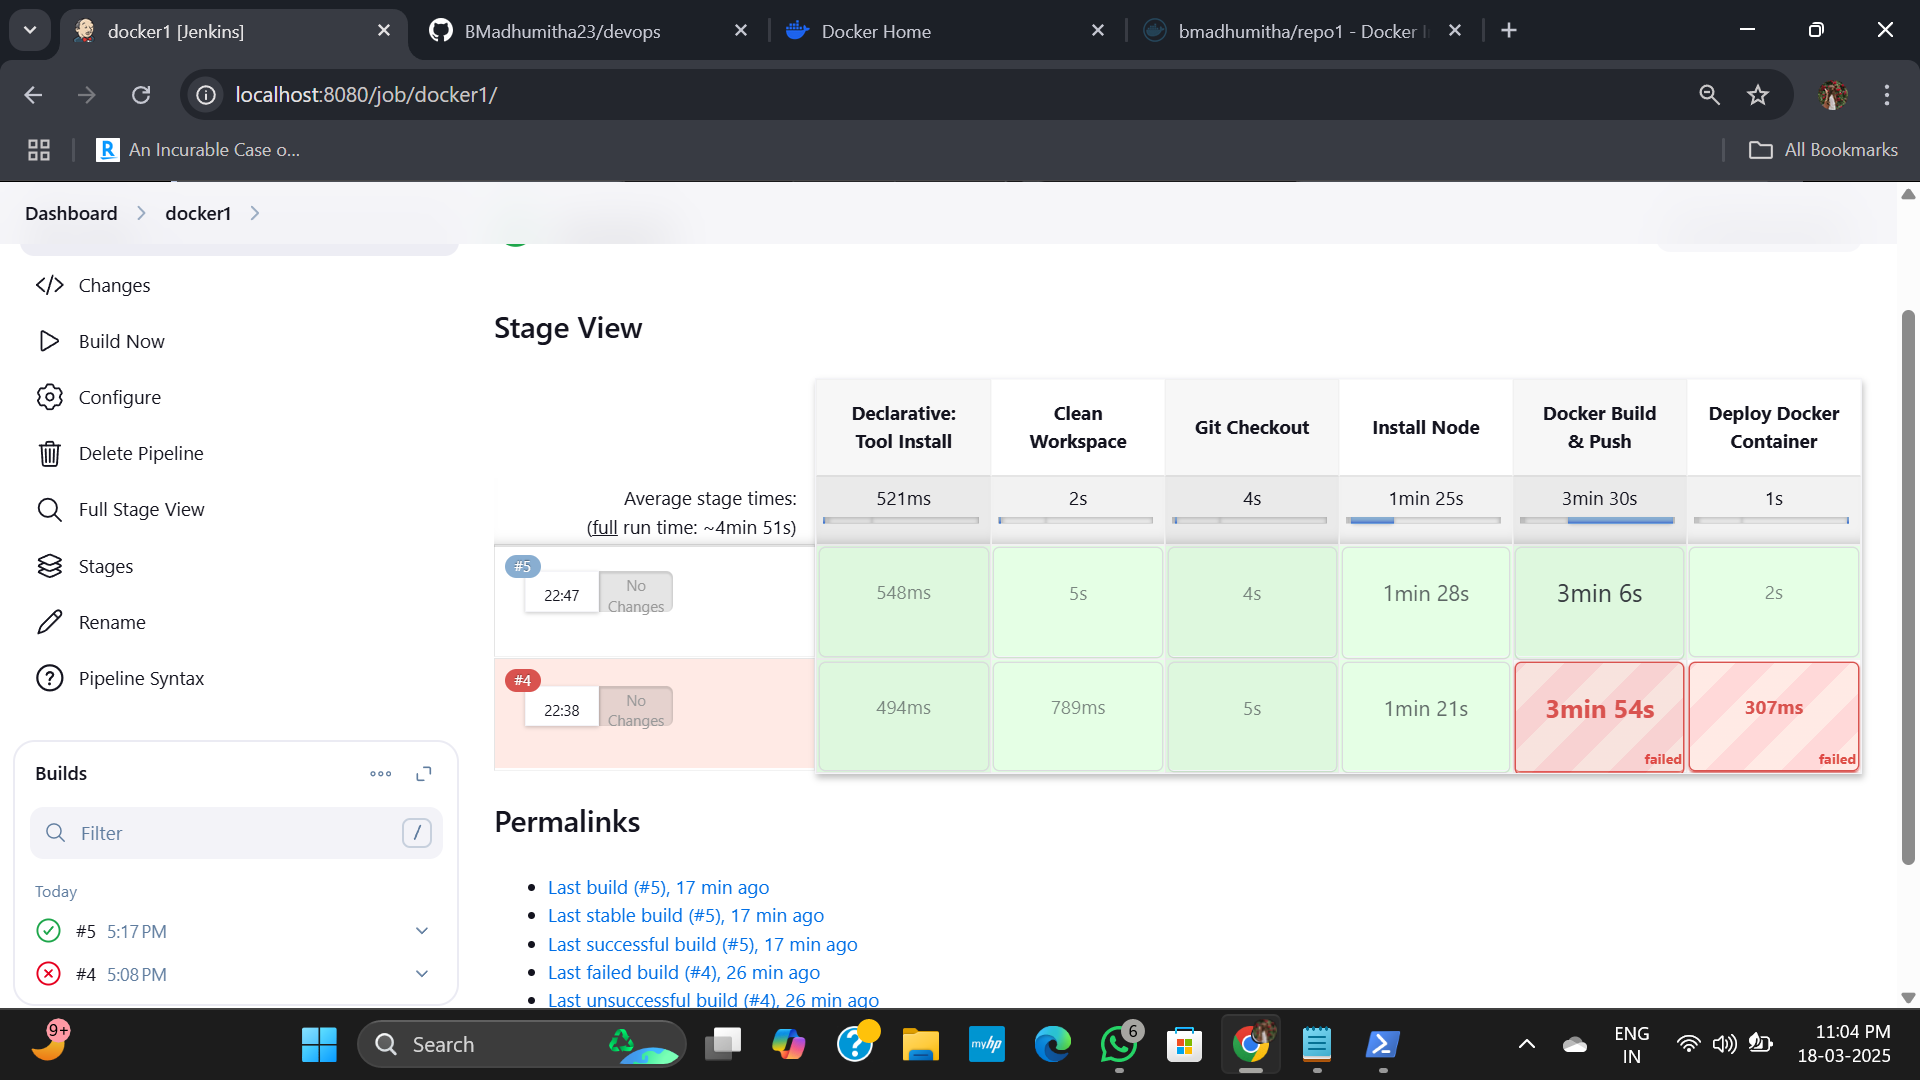 docker1 [Jenkins]
BMadhumitha23/devops
Docker Home
bmadhumitha/repo1 - Docker I
localhost:8080/job/docker1/
R An Incurable Case o...
All Bookmarks
Dashboard
docker1
Changes
Build Now
Configure
Delete Pipeline
Full Stage View
Stages
Rename
Pipeline Syntax
Builds
Filter
/
Today
#5 5:17 PM
#4 5:08 PM
Stage View
Declarative: Tool Install
Clean Workspace
Git Checkout
Install Node
Docker Build & Push
Deploy Docker Container
Average stage times:
(full run time: ~4min 51s)
521ms
2s
4s
1min 25s
3min 30s
1s
#5
22:47
No Changes
548ms
5s
4s
1min 28s
3min 6s
2s
#4
22:38
No Changes
494ms
789ms
5s
1min 21s
3min 54s
failed
307ms
failed
Permalinks
Last build (#5), 17 min ago
Last stable build (#5), 17 min ago
Last successful build (#5), 17 min ago
Last failed build (#4), 26 min ago
Last unsuccessful build (#4), 26 min ago
9+
Search
myhp
6
ENG
IN
11:04 PM
18-03-2025